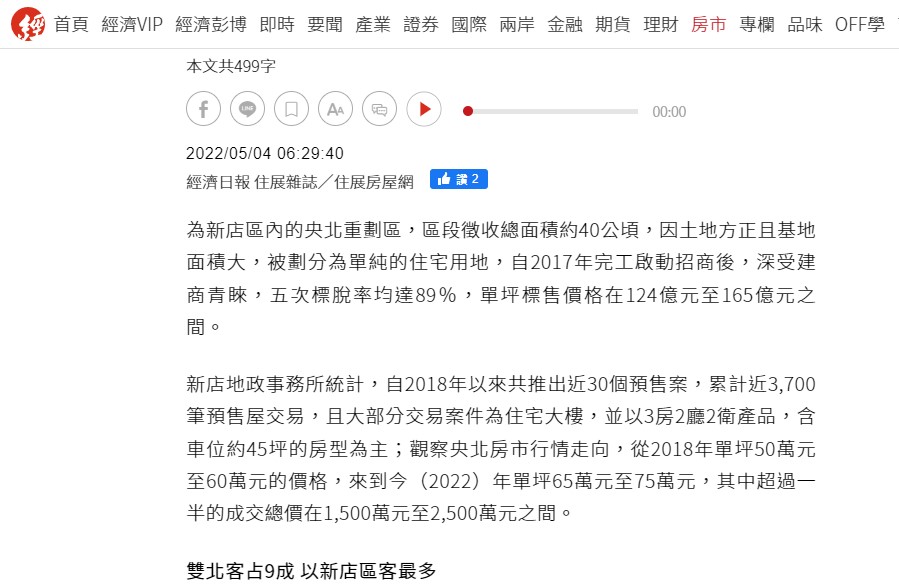 經 首頁 經濟VIP 經濟彭博 即時 要聞 產業 證券 國際 兩岸 金融 期貨 理財 房市 專欄 品味 OFF學
本文共499字
f LINE AA 00:00
2022/05/04 06:29:40
經濟日報 住展雜誌／住展房屋網 讚 2
為新店區內的央北重劃區，區段徵收總面積約40公頃，因土地方正且基地
面積大，被劃分為單純的住宅用地，自2017年完工啟動招商後，深受建
商青睞，五次標脫率均達89％，單坪標售價格在124億元至165億元之
間。
新店地政事務所統計，自2018年以來共推出近30個預售案，累計近3,700
筆預售屋交易，且大部分交易案件為住宅大樓，並以3房2廳2衛產品，含
車位約45坪的房型為主；觀察央北房市行情走向，從2018年單坪50萬元
至60萬元的價格，來到今（2022）年單坪65萬元至75萬元，其中超過一
半的成交總價在1,500萬元至2,500萬元之間。
雙北客占9成 以新店區客最多